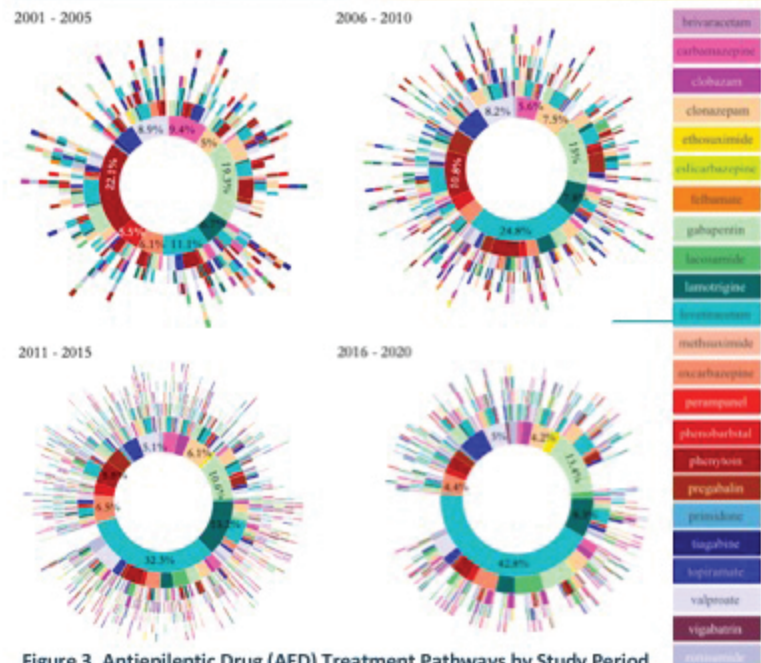 2001 - 2005
8.9%
9.4%
5%
19.3%
11.1%
6.1%
5.5%
22.1%
2006 - 2010
8.2%
5.6%
7.5%
15%
24.8%
10.8%
2011 - 2015
5.1%
6.1%
10.6%
32.3%
6.5%
2016 - 2020
5%
4.2%
13.4%
42.8%
4.4%
brivaracetam
carbamazepine
clobazam
clonazepam
ethosuximide
eslicarbazepine
felbamate
gabapentin
lacosamide
lamotrigine
levetiracetam
methsuximide
oxcarbazepine
perampanel
phenobarbital
phenytoin
pregabalin
primidone
tiagabine
topiramate
valproate
vigabatrin
Figure 3. Antiepileptic Drug (AED) Treatment Pathways by Study Period